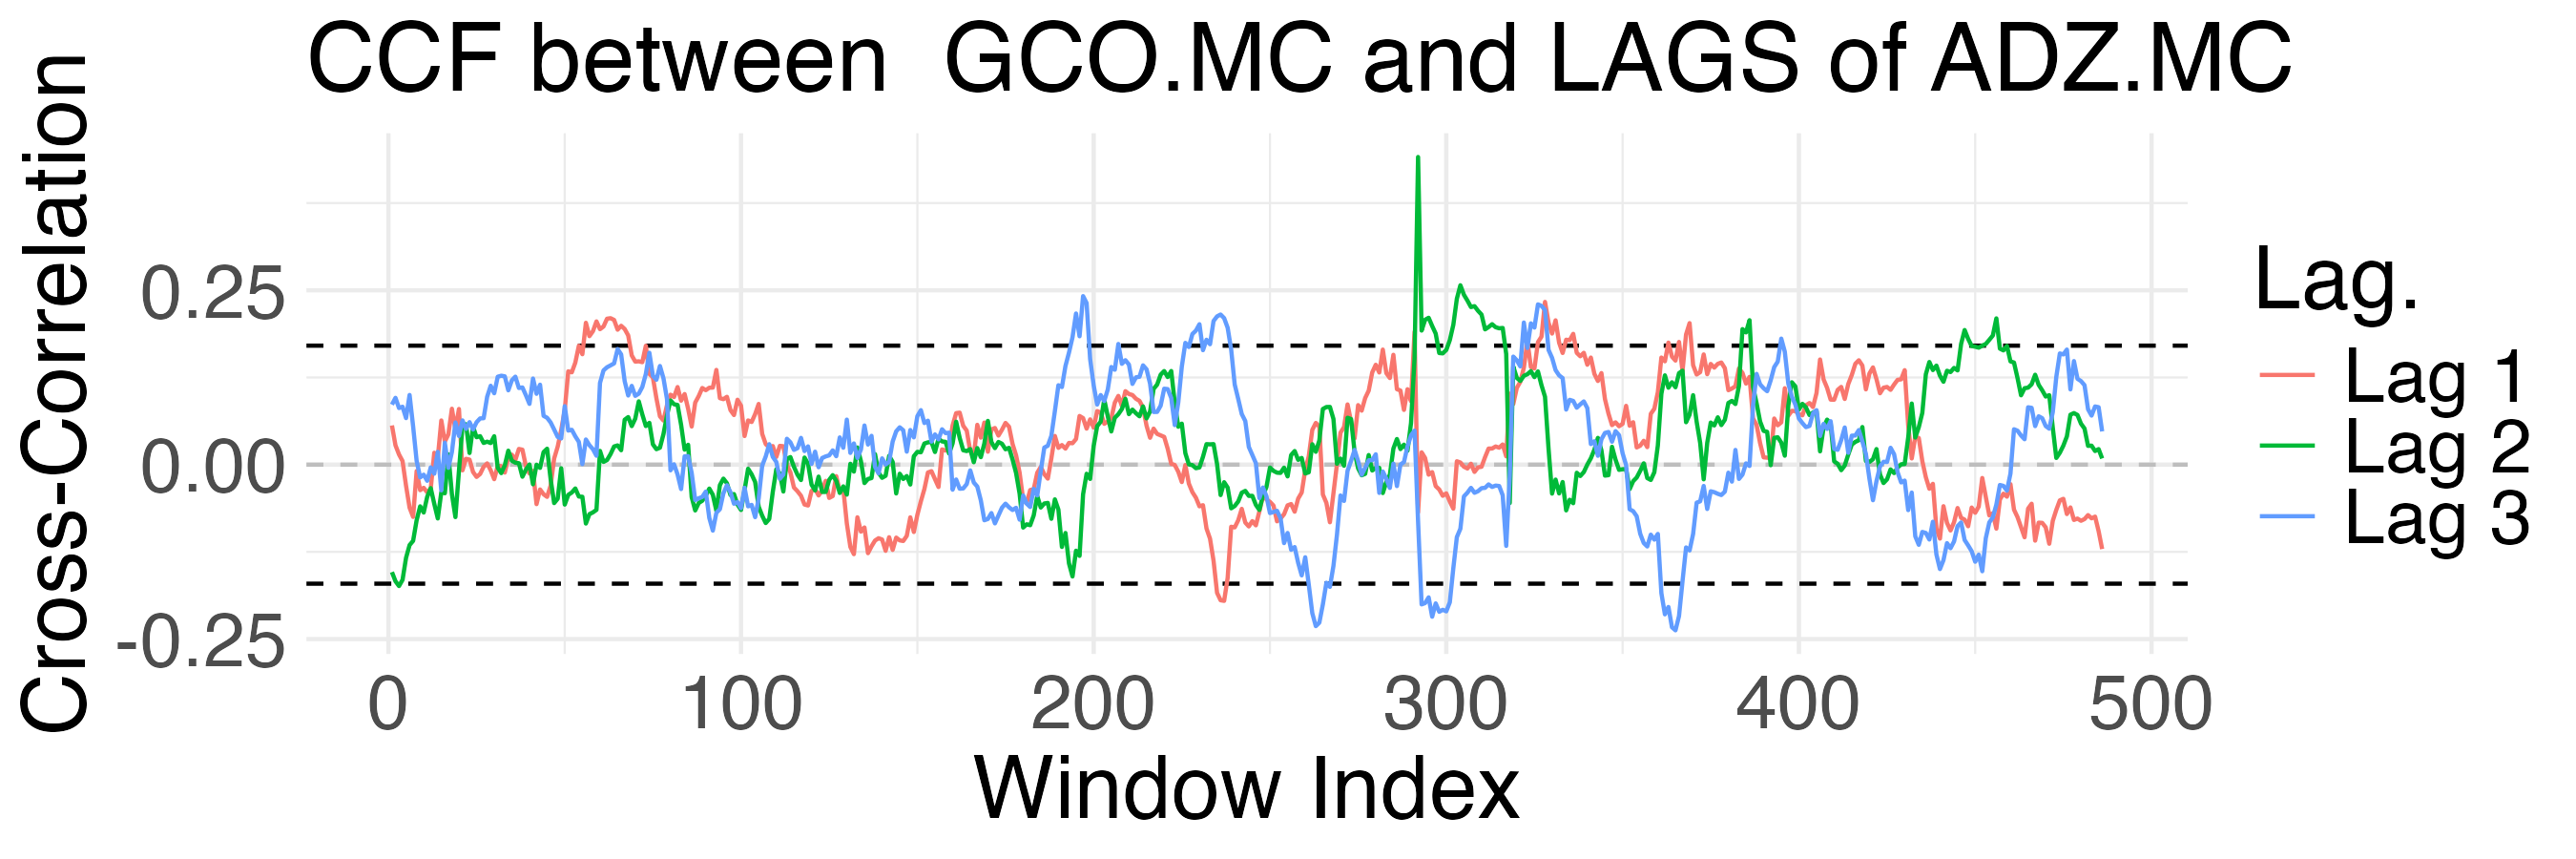 CCF between  GCO.MC and LAGS of ADZ.MC
Cross-Correlation
0.25
0.00
-0.25
0 100 200 300 400 500
Window Index
Lag.
Lag 1
Lag 2
Lag 3